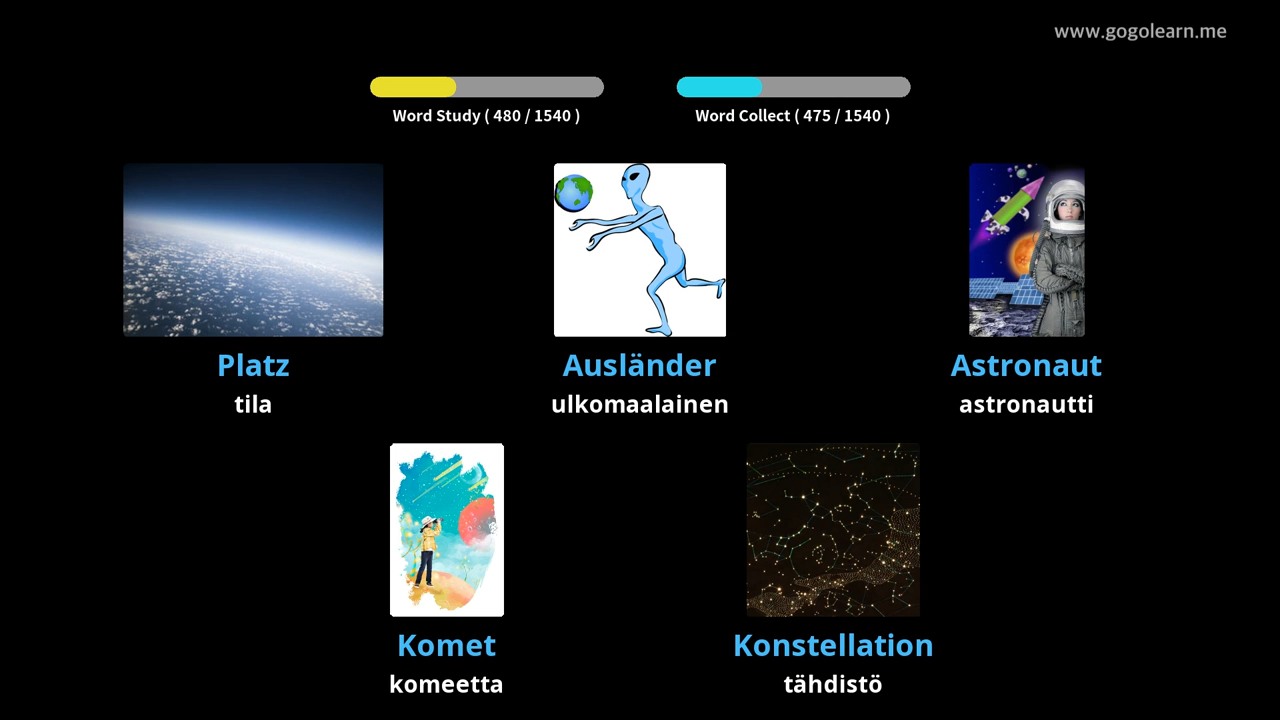 www.gogolearn.me
Word Study ( 480 / 1540 )
Word Collect ( 475 / 1540 )
Platz
tila
Ausländer
ulkomaalainen
Astronaut
astronautti
Komet
komeetta
Konstellation
tähdistö